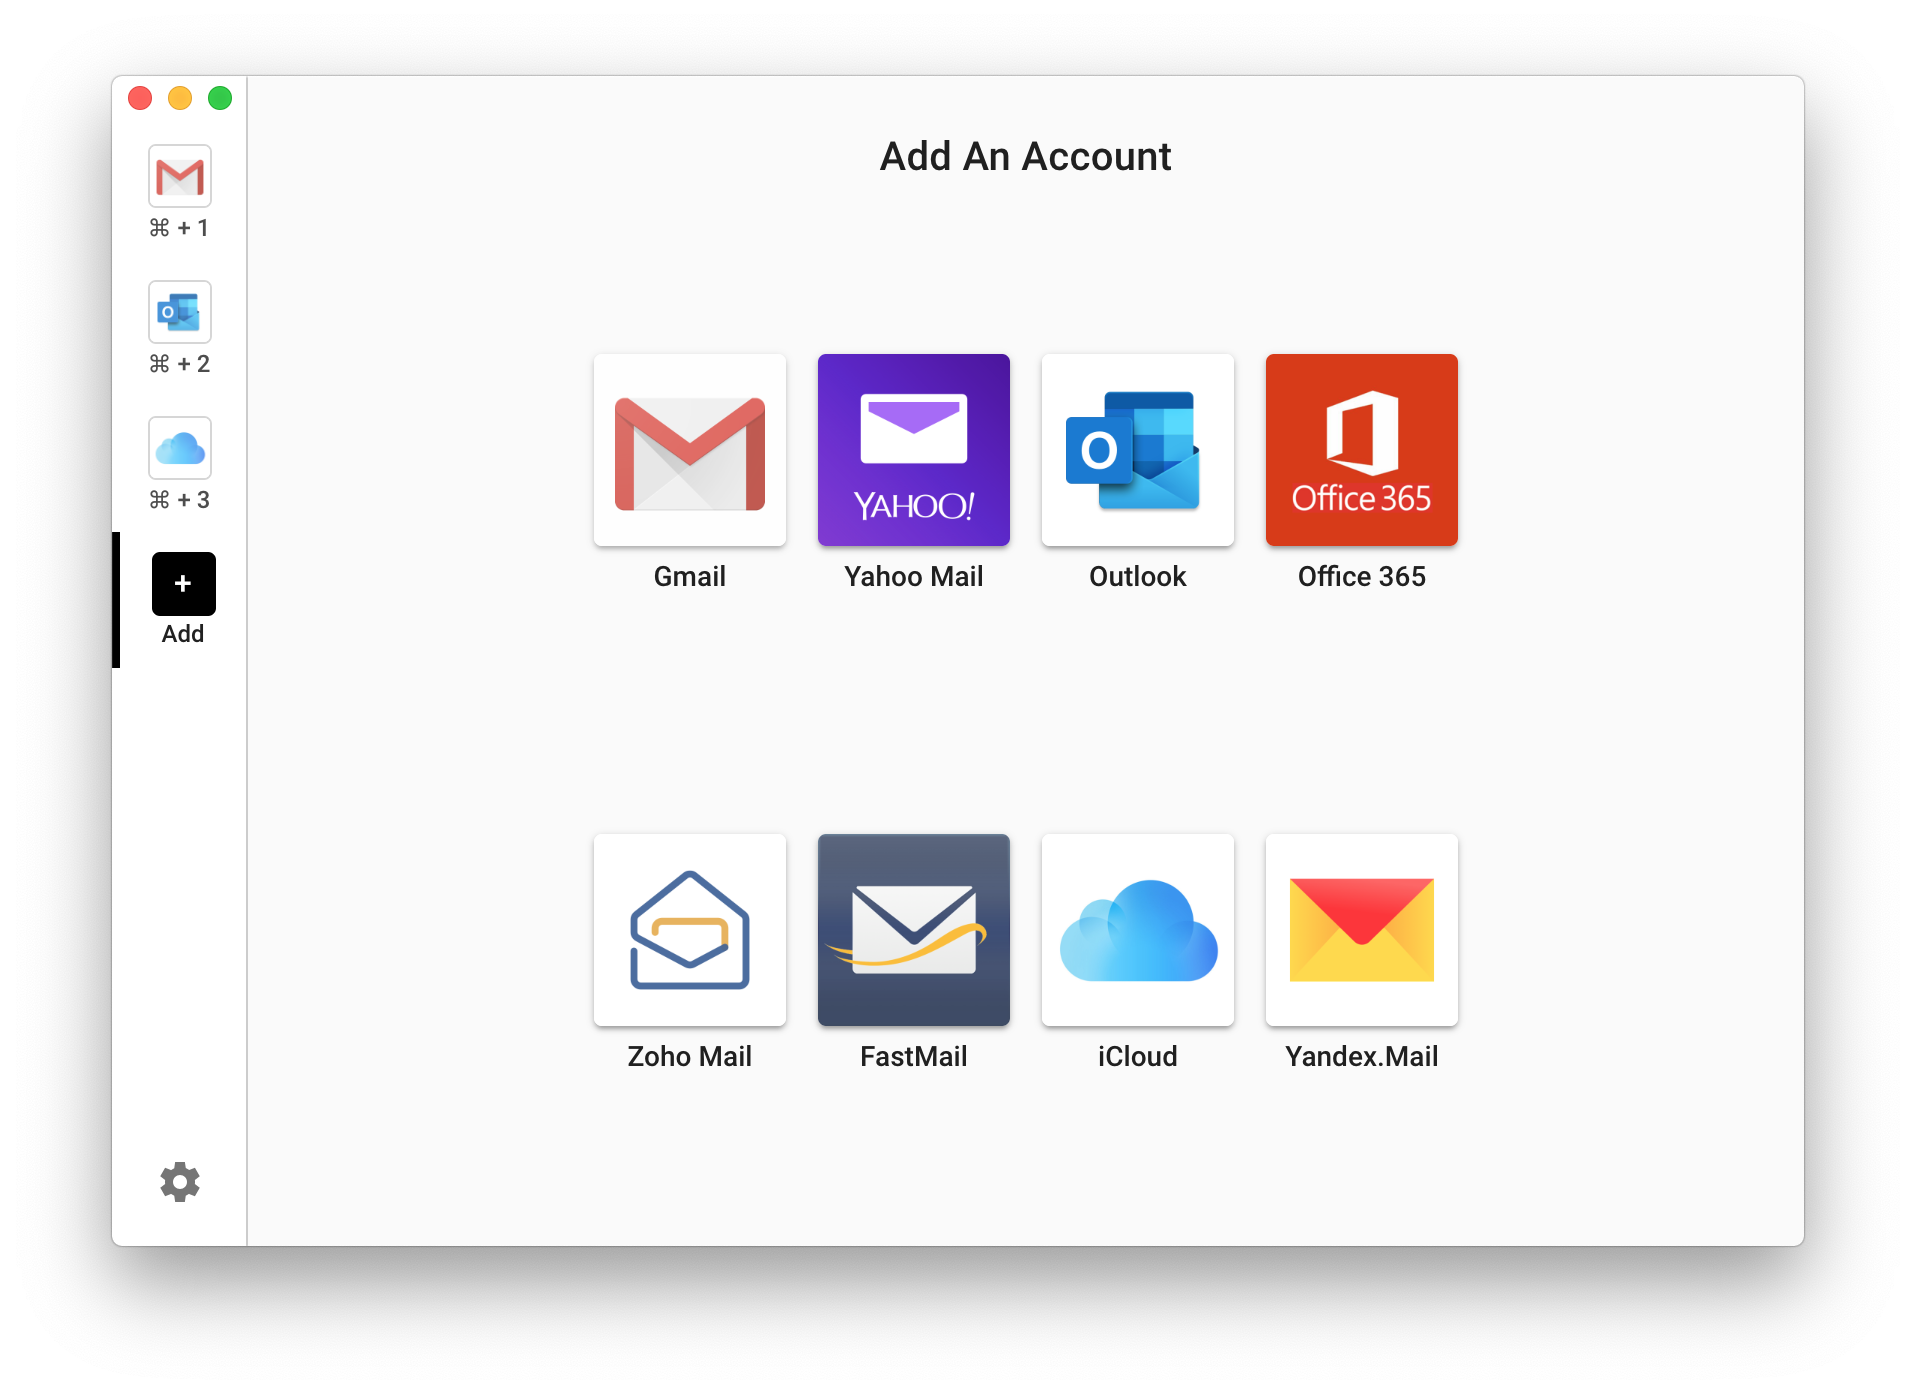 ⌘ + 1
⌘ + 2
⌘ + 3
+
Add
Add An Account
O
YAHOO!
O
Office 365
Gmail
Yahoo Mail
Outlook
Office 365
Zoho Mail
FastMail
iCloud
Yandex.Mail